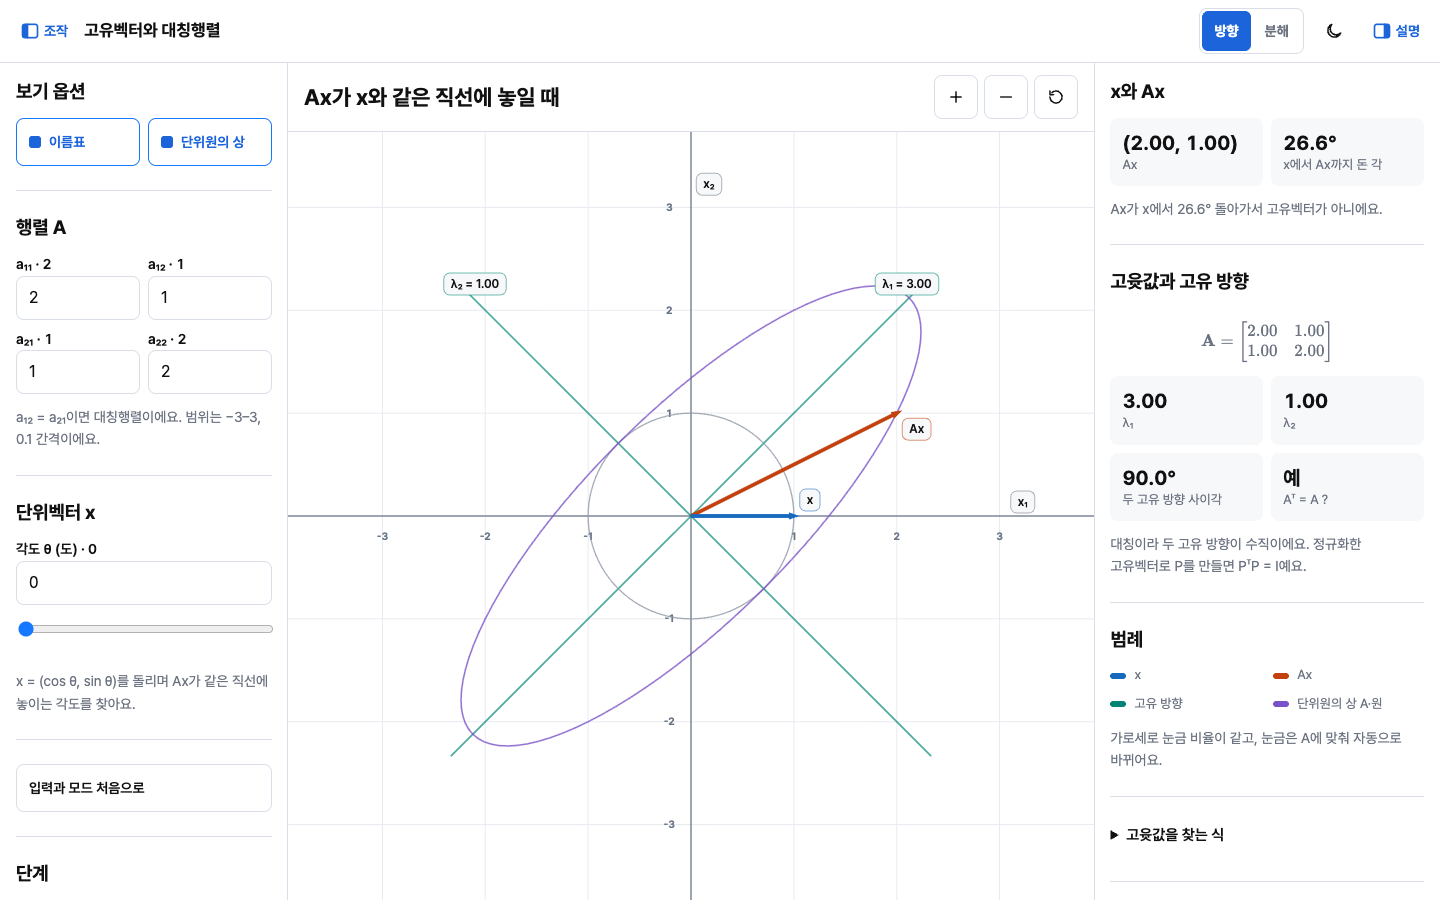 조작
고유벡터와 대칭행렬
방향
분해
설명
보기 옵션
이름표
단위원의 상
행렬 A
a₁₁ · 2
a₁₂ · 1
2
1
a₂₁ · 1
a₂₂ · 2
1
2
a₁₂ = a₂₁이면 대칭행렬이에요. 범위는 −3–3,
0.1 간격이에요.
단위벡터 x
각도 θ (도) · 0
0
x = (cos θ, sin θ)를 돌리며 Ax가 같은 직선에
놓이는 각도를 찾아요.
입력과 모드 처음으로
단계
Ax가 x와 같은 직선에 놓일 때
x₂
3
λ₂ = 1.00
λ₁ = 3.00
2
1
Ax
x
x₁
-3
-2
-1
1
2
3
-1
-2
-3
x와 Ax
(2.00, 1.00)
Ax
26.6°
x에서 Ax까지 돈 각
Ax가 x에서 26.6° 돌아가서 고유벡터가 아니에요.
고윳값과 고유 방향
A = [2.00 1.00
1.00 2.00]
3.00
λ₁
1.00
λ₂
90.0°
두 고유 방향 사이각
예
Aᵀ = A ?
대칭이라 두 고유 방향이 수직이에요. 정규화한
고유벡터로 P를 만들면 PᵀP = I예요.
범례
x
Ax
고유 방향
단위원의 상 A·원
가로세로 눈금 비율이 같고, 눈금은 A에 맞춰 자동으로
바뀌어요.
고윳값을 찾는 식